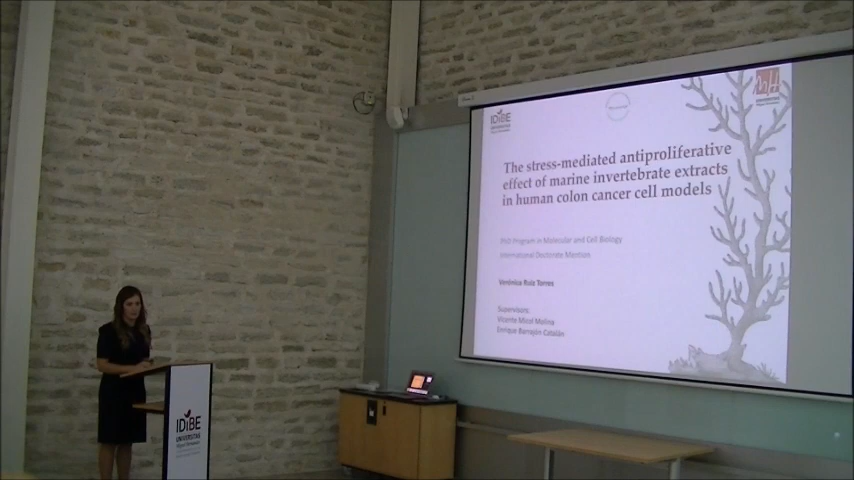 IDiBE
The stress-mediated antiproliferative
effect of marine invertebrate extracts
in human colon cancer cell models
PhD Program in Molecular and Cell Biology
International Doctorate Mention
Verónica Ruiz Torres
Supervisors
Vicente Micol Molina
Enrique Barrajón Catalán
IDiBE
UNIVERSITAS